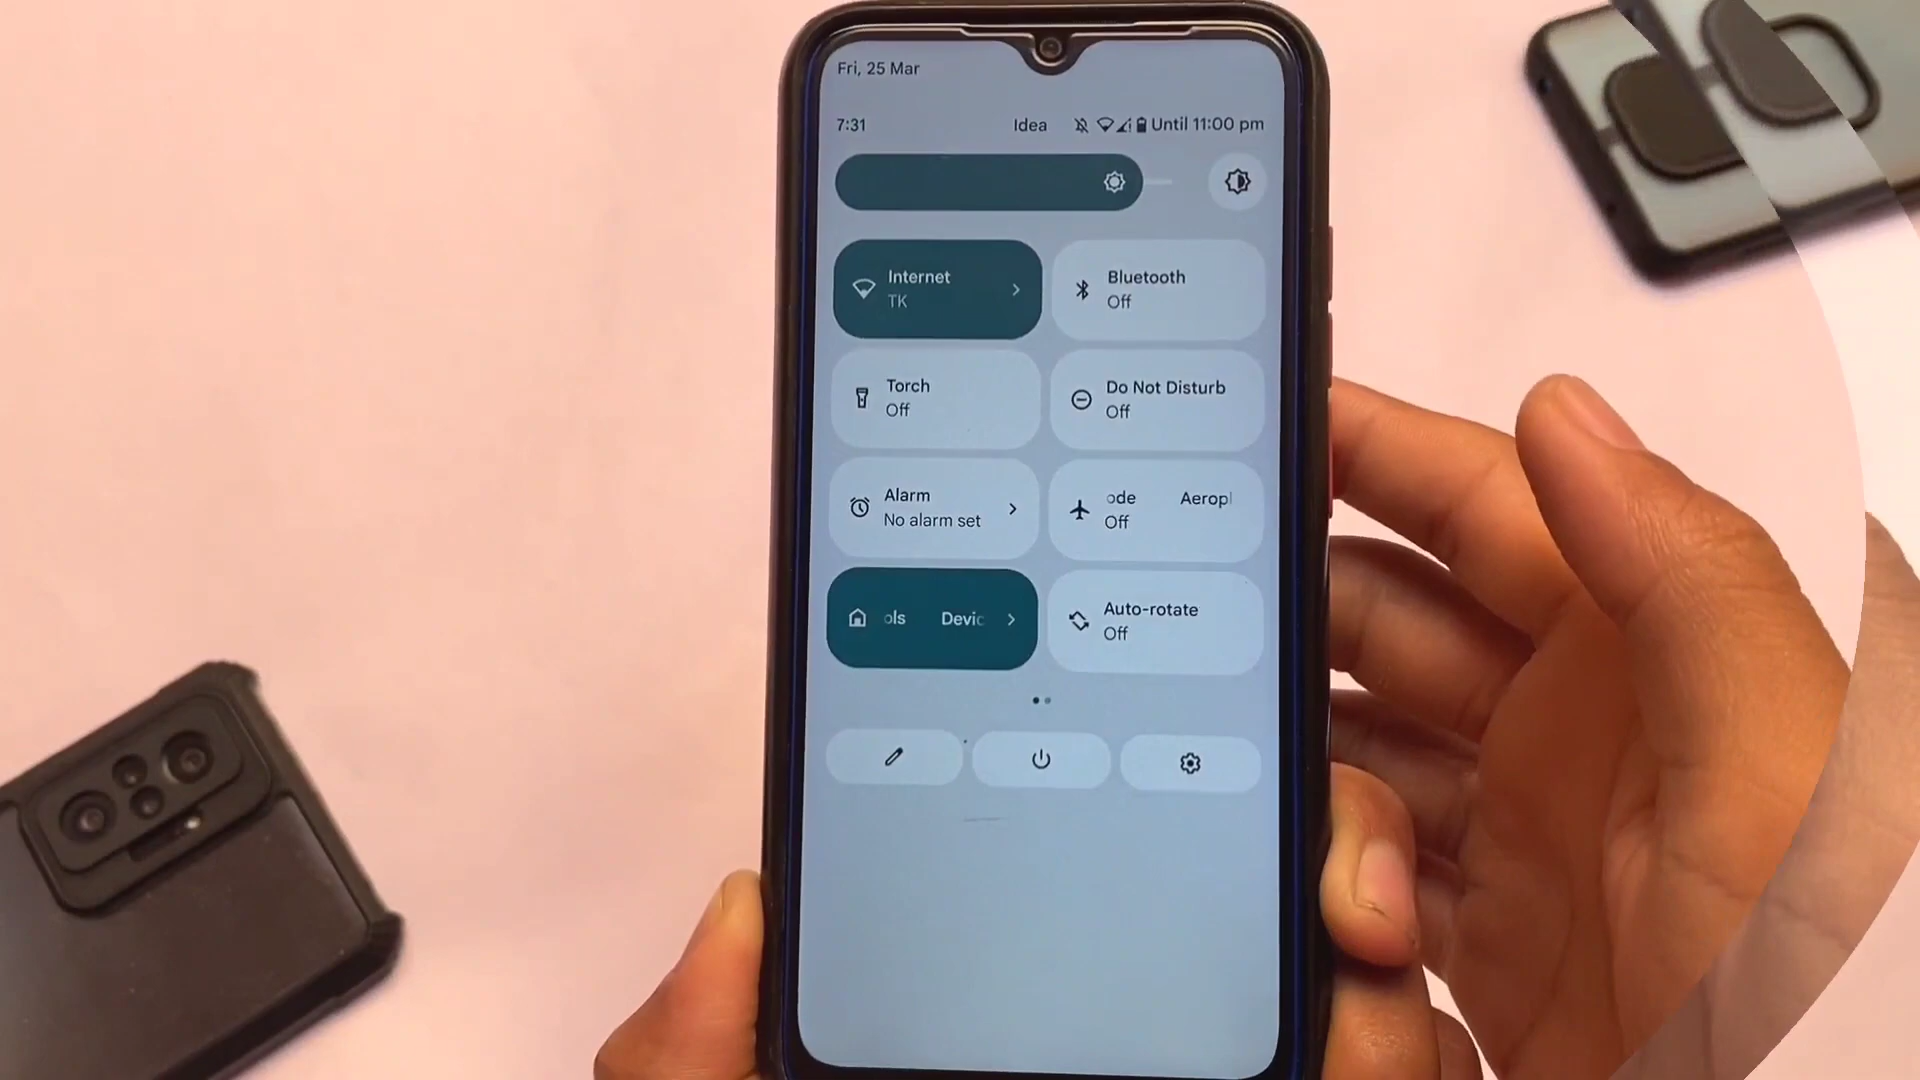 Fri, 25 Mar
7:31 Idea Until 11:00 pm
Internet
TK
Bluetooth
Off
Torch
Off
Do Not Disturb
Off
Alarm
No alarm set
ode Aeropl
Off
ols Devic
Auto-rotate
Off